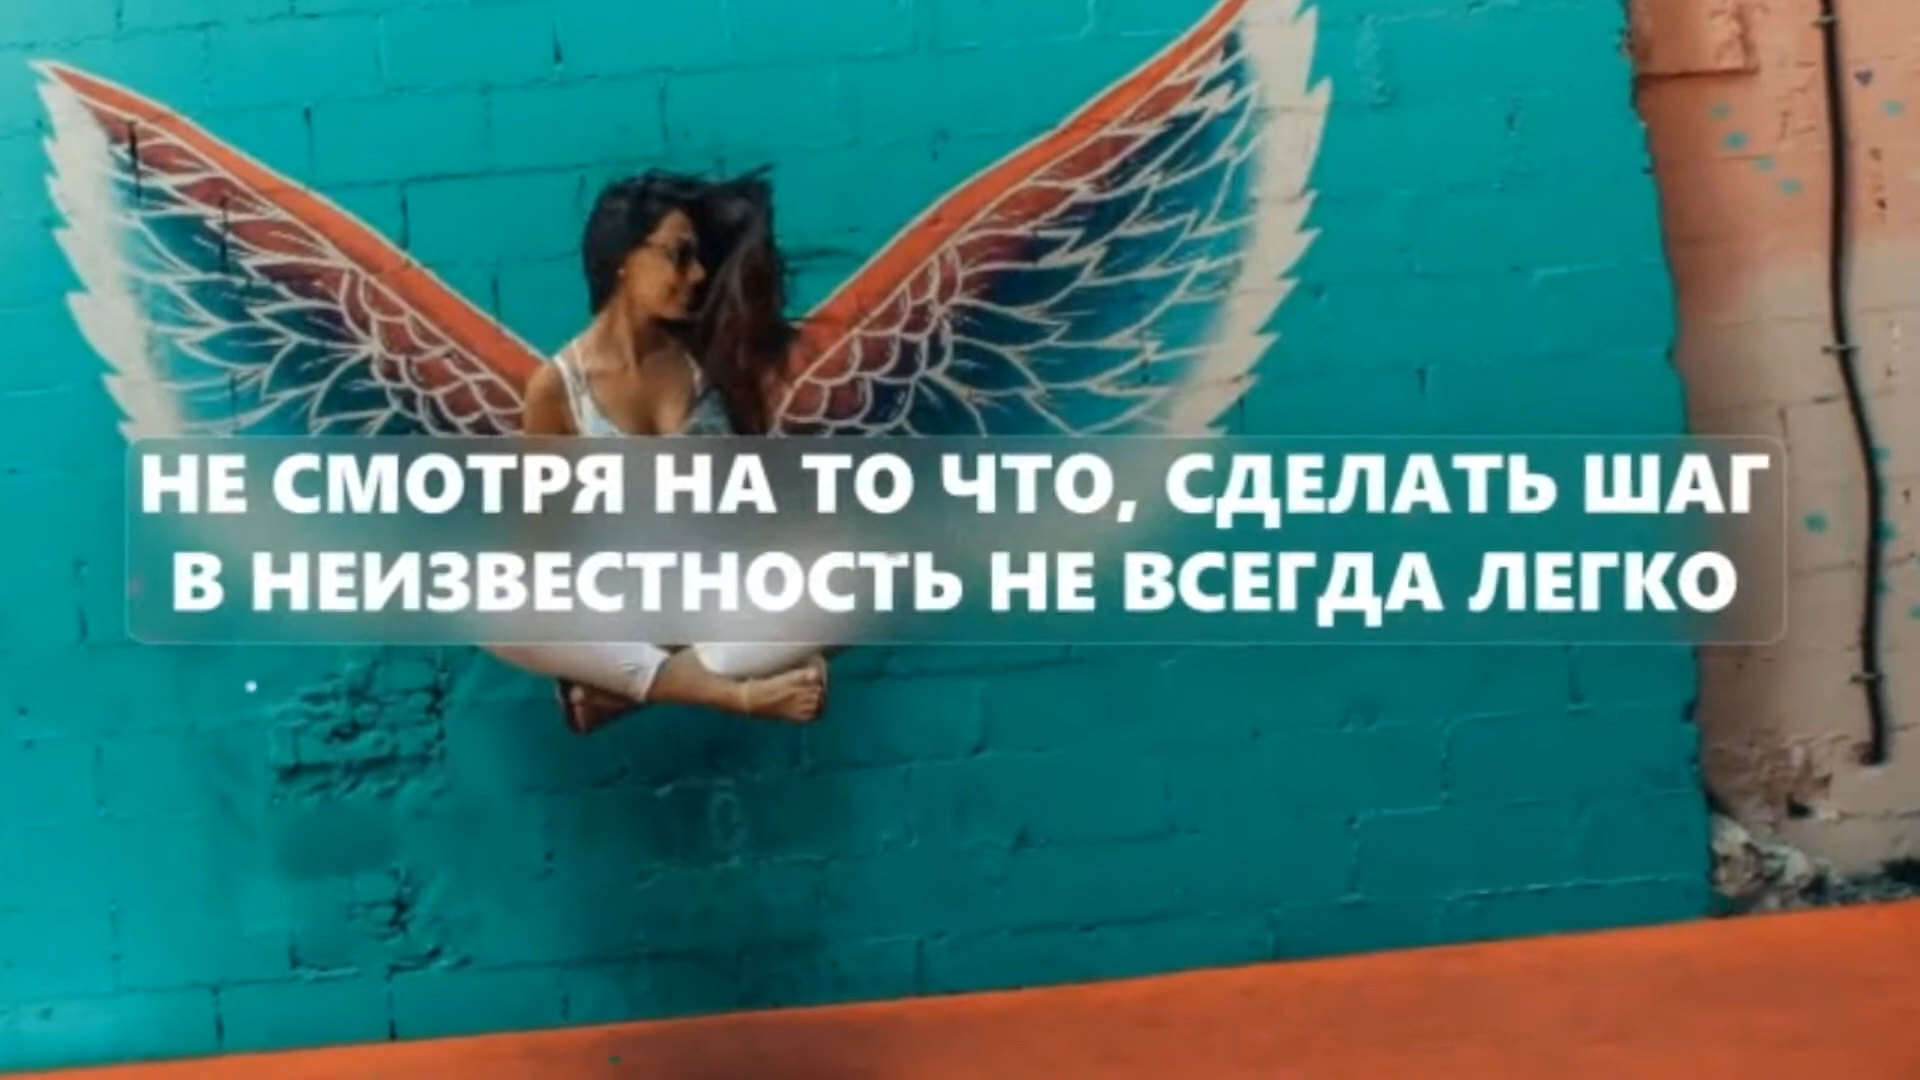 НЕ СМОТРЯ НА ТО ЧТО, СДЕЛАТЬ ШАГ
В НЕИЗВЕСТНОСТЬ НЕ ВСЕГДА ЛЕГКО